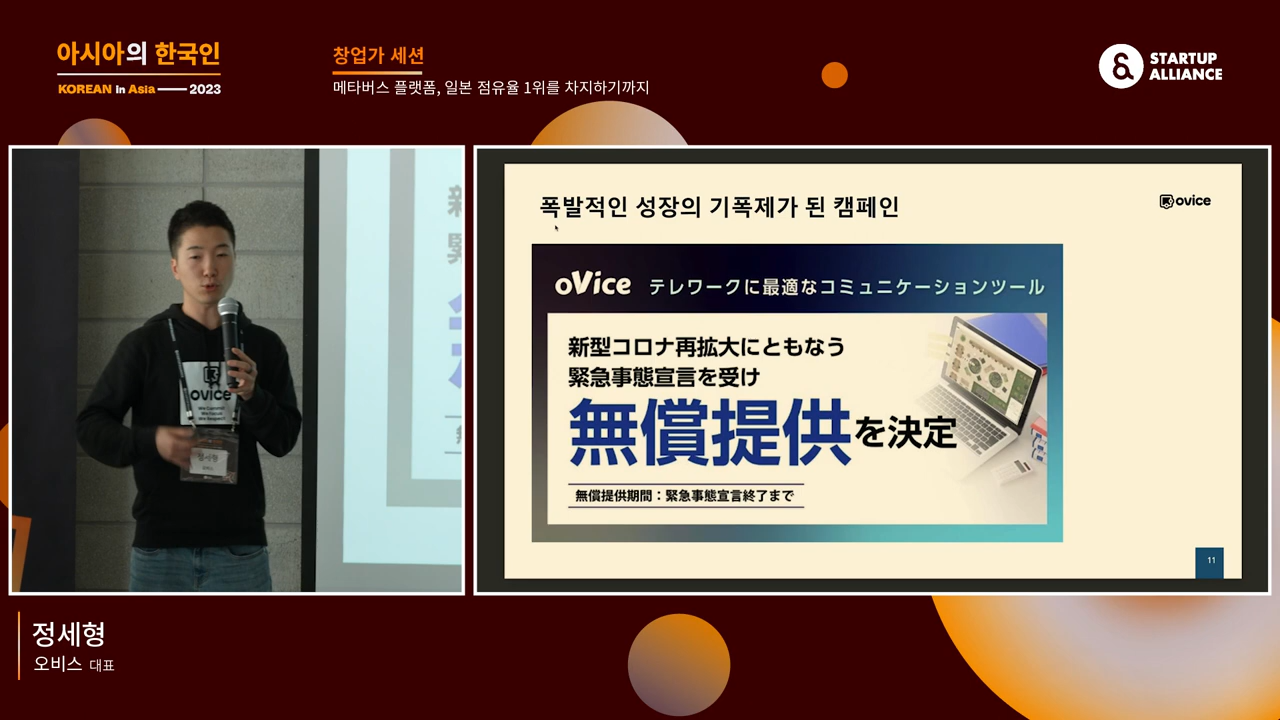 아시아의 한국인
KOREAN in Asia 2023
창업가 세션
메타버스 플랫폼, 일본 점유율 1위를 차지하기까지
STARTUP
ALLIANCE
新
緊
ovice
정세형
폭발적인 성장의 기폭제가 된 캠페인
ovice
oVice テレワークに最適なコミュニケーションツール
新型コロナ再拡大にともなう
緊急事態宣言を受け
無償提供を決定
無償提供期間：緊急事態宣言終了まで
11
정세형
오비스 대표